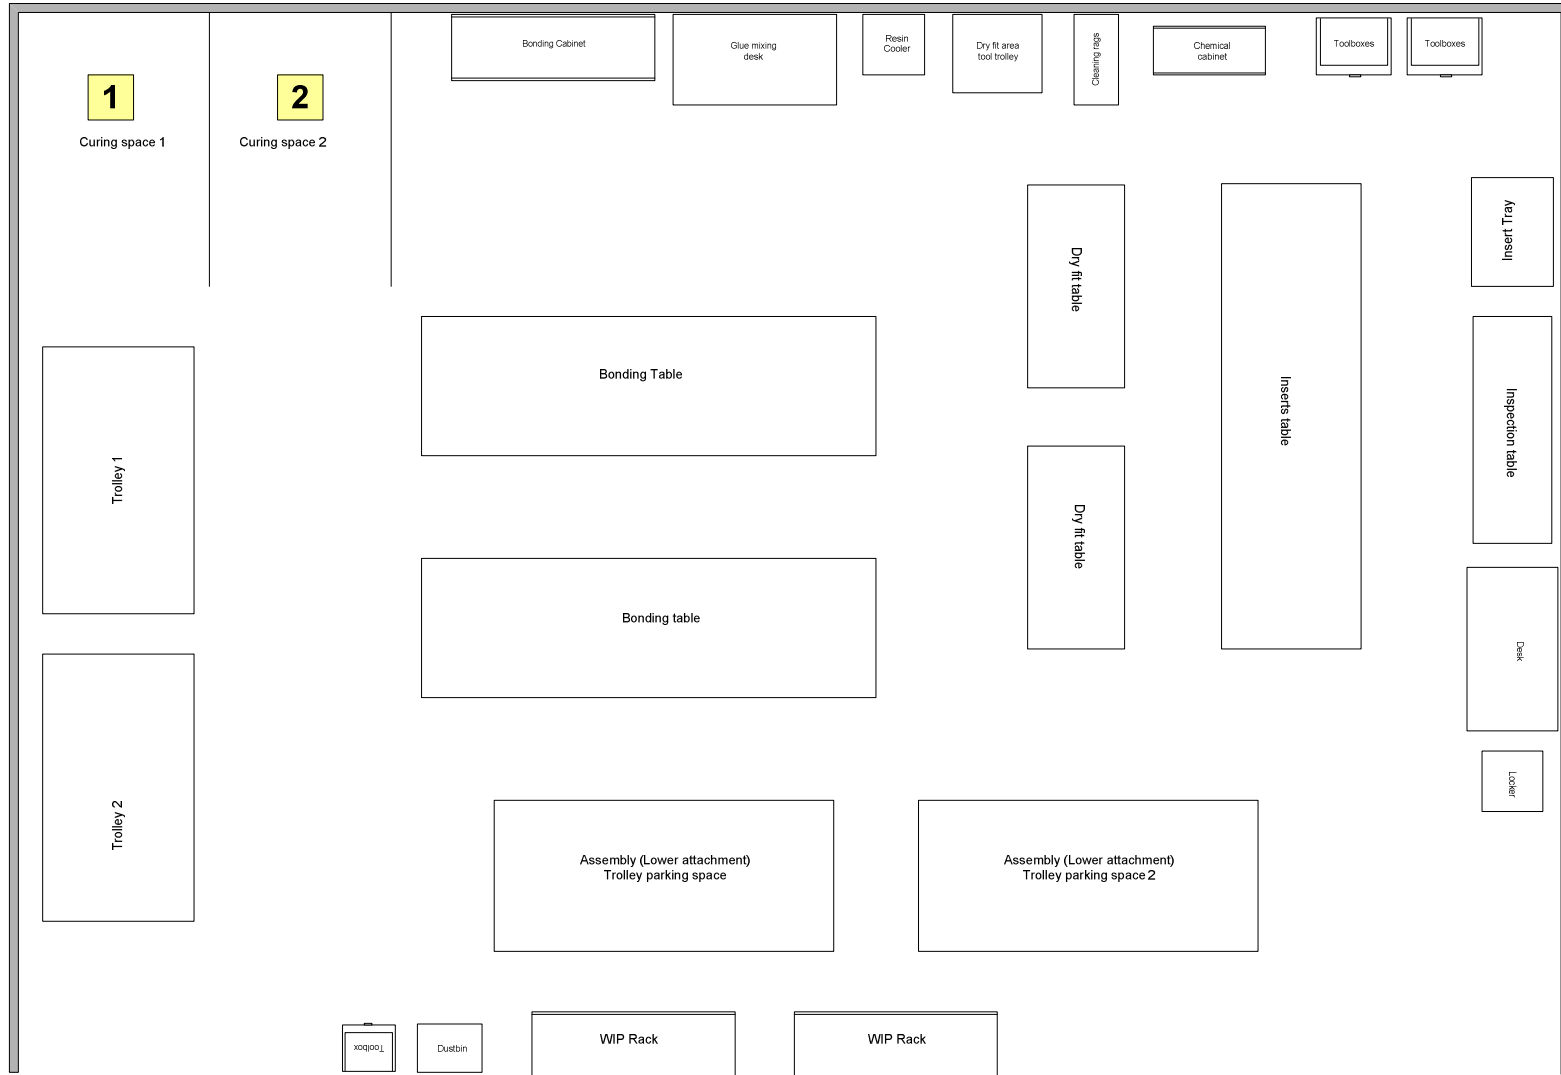 Bonding Cabinet
Glue mixing
desk
Resin
Cooler
Dry fit area
tool trolley
Cleaning rags
Chemical
cabinet
Toolboxes
Toolboxes
1
Curing space 1
2
Curing space 2
Insert Tray
Dry fit table
Inserts table
Inspection table
Bonding Table
Trolley 1
Dry fit table
Bonding table
Desk
Locker
Trolley 2
Assembly (Lower attachment)
Trolley parking space
Assembly (Lower attachment)
Trolley parking space 2
Toolbox
Dustbin
WIP Rack
WIP Rack